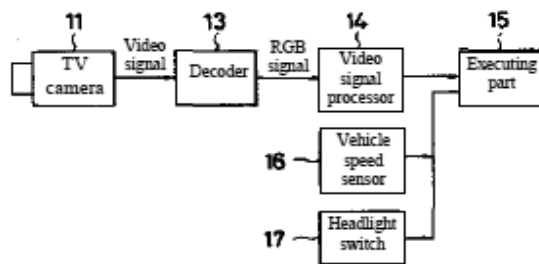 11
13
14
15
TV
camera
Video
signal
Decoder
RGB
signal
Video
signal
processor
Executing
part
16
Vehicle
speed
sensor
17
Headlight
switch